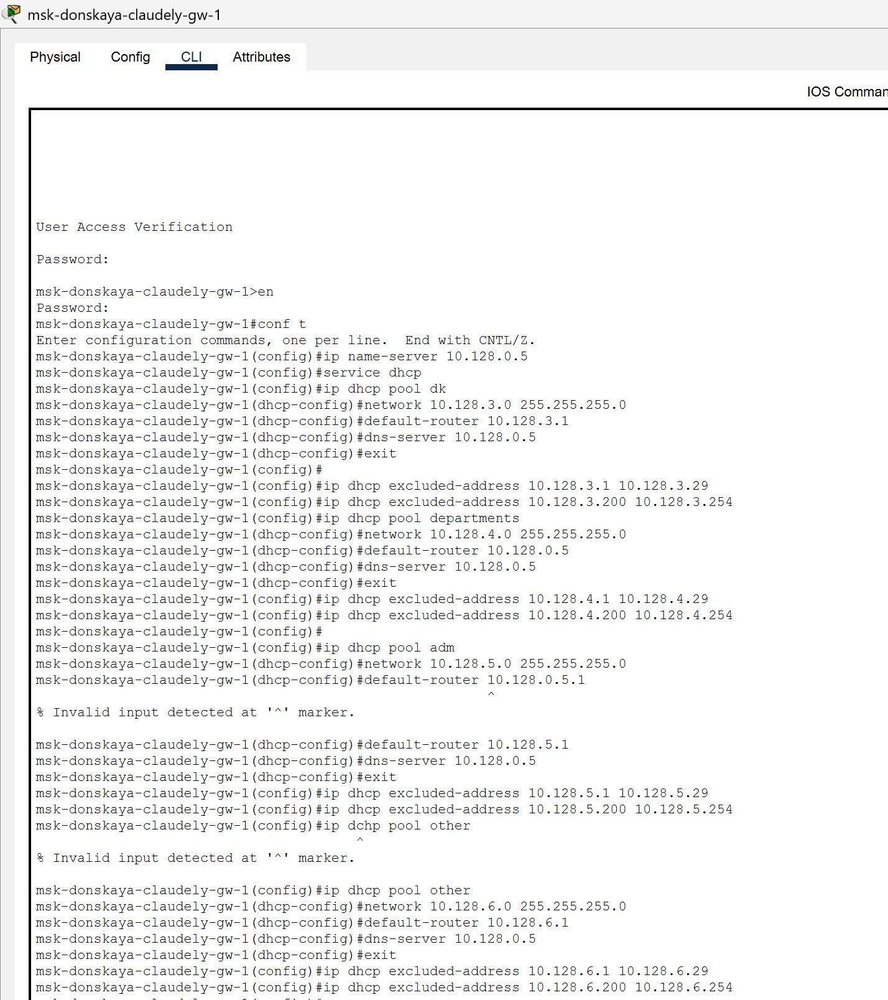 msk-donskaya-claudely-gw-1
Physical Config CLI Attributes
IOS Comman
User Access Verification
Password:
msk-donskaya-claudely-gw-1>en
Password:
msk-donskaya-claudely-gw-1#conf t
Enter configuration commands, one per line.  End with CNTL/Z.
msk-donskaya-claudely-gw-1(config)#ip name-server 10.128.0.5
msk-donskaya-claudely-gw-1(config)#service dhcp
msk-donskaya-claudely-gw-1(config)#ip dhcp pool dk
msk-donskaya-claudely-gw-1(dhcp-config)#network 10.128.3.0 255.255.255.0
msk-donskaya-claudely-gw-1(dhcp-config)#default-router 10.128.3.1
msk-donskaya-claudely-gw-1(dhcp-config)#dns-server 10.128.0.5
msk-donskaya-claudely-gw-1(dhcp-config)#exit
msk-donskaya-claudely-gw-1(config)#
msk-donskaya-claudely-gw-1(config)#ip dhcp excluded-address 10.128.3.1 10.128.3.29
msk-donskaya-claudely-gw-1(config)#ip dhcp excluded-address 10.128.3.200 10.128.3.254
msk-donskaya-claudely-gw-1(config)#ip dhcp pool departments
msk-donskaya-claudely-gw-1(dhcp-config)#network 10.128.4.0 255.255.255.0
msk-donskaya-claudely-gw-1(dhcp-config)#default-router 10.128.0.5
msk-donskaya-claudely-gw-1(dhcp-config)#dns-server 10.128.0.5
msk-donskaya-claudely-gw-1(dhcp-config)#exit
msk-donskaya-claudely-gw-1(config)#ip dhcp excluded-address 10.128.4.1 10.128.4.29
msk-donskaya-claudely-gw-1(config)#ip dhcp excluded-address 10.128.4.200 10.128.4.254
msk-donskaya-claudely-gw-1(config)#
msk-donskaya-claudely-gw-1(config)#ip dhcp pool adm
msk-donskaya-claudely-gw-1(dhcp-config)#network 10.128.5.0 255.255.255.0
msk-donskaya-claudely-gw-1(dhcp-config)#default-router 10.128.0.5.1
^
% Invalid input detected at '^' marker.
msk-donskaya-claudely-gw-1(dhcp-config)#default-router 10.128.5.1
msk-donskaya-claudely-gw-1(dhcp-config)#dns-server 10.128.0.5
msk-donskaya-claudely-gw-1(dhcp-config)#exit
msk-donskaya-claudely-gw-1(config)#ip dhcp excluded-address 10.128.5.1 10.128.5.29
msk-donskaya-claudely-gw-1(config)#ip dhcp excluded-address 10.128.5.200 10.128.5.254
msk-donskaya-claudely-gw-1(config)#ip dchp pool other
^
% Invalid input detected at '^' marker.
msk-donskaya-claudely-gw-1(config)#ip dhcp pool other
msk-donskaya-claudely-gw-1(dhcp-config)#network 10.128.6.0 255.255.255.0
msk-donskaya-claudely-gw-1(dhcp-config)#default-router 10.128.6.1
msk-donskaya-claudely-gw-1(dhcp-config)#dns-server 10.128.0.5
msk-donskaya-claudely-gw-1(dhcp-config)#exit
msk-donskaya-claudely-gw-1(config)#ip dhcp excluded-address 10.128.6.1 10.128.6.29
msk-donskaya-claudely-gw-1(config)#ip dhcp excluded-address 10.128.6.200 10.128.6.254